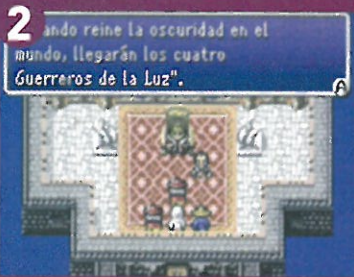 2
ando reine la oscuridad en el
mundo, llegarán los cuatro
Guerreros de la Luz".
A